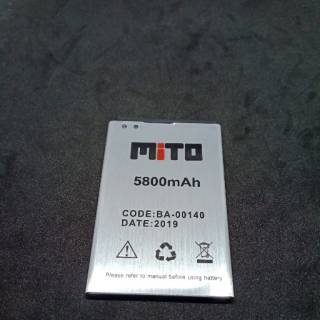 MiTO
5800mAh
CODE:BA-00140
DATE:2019
Please refer to manual before using battery